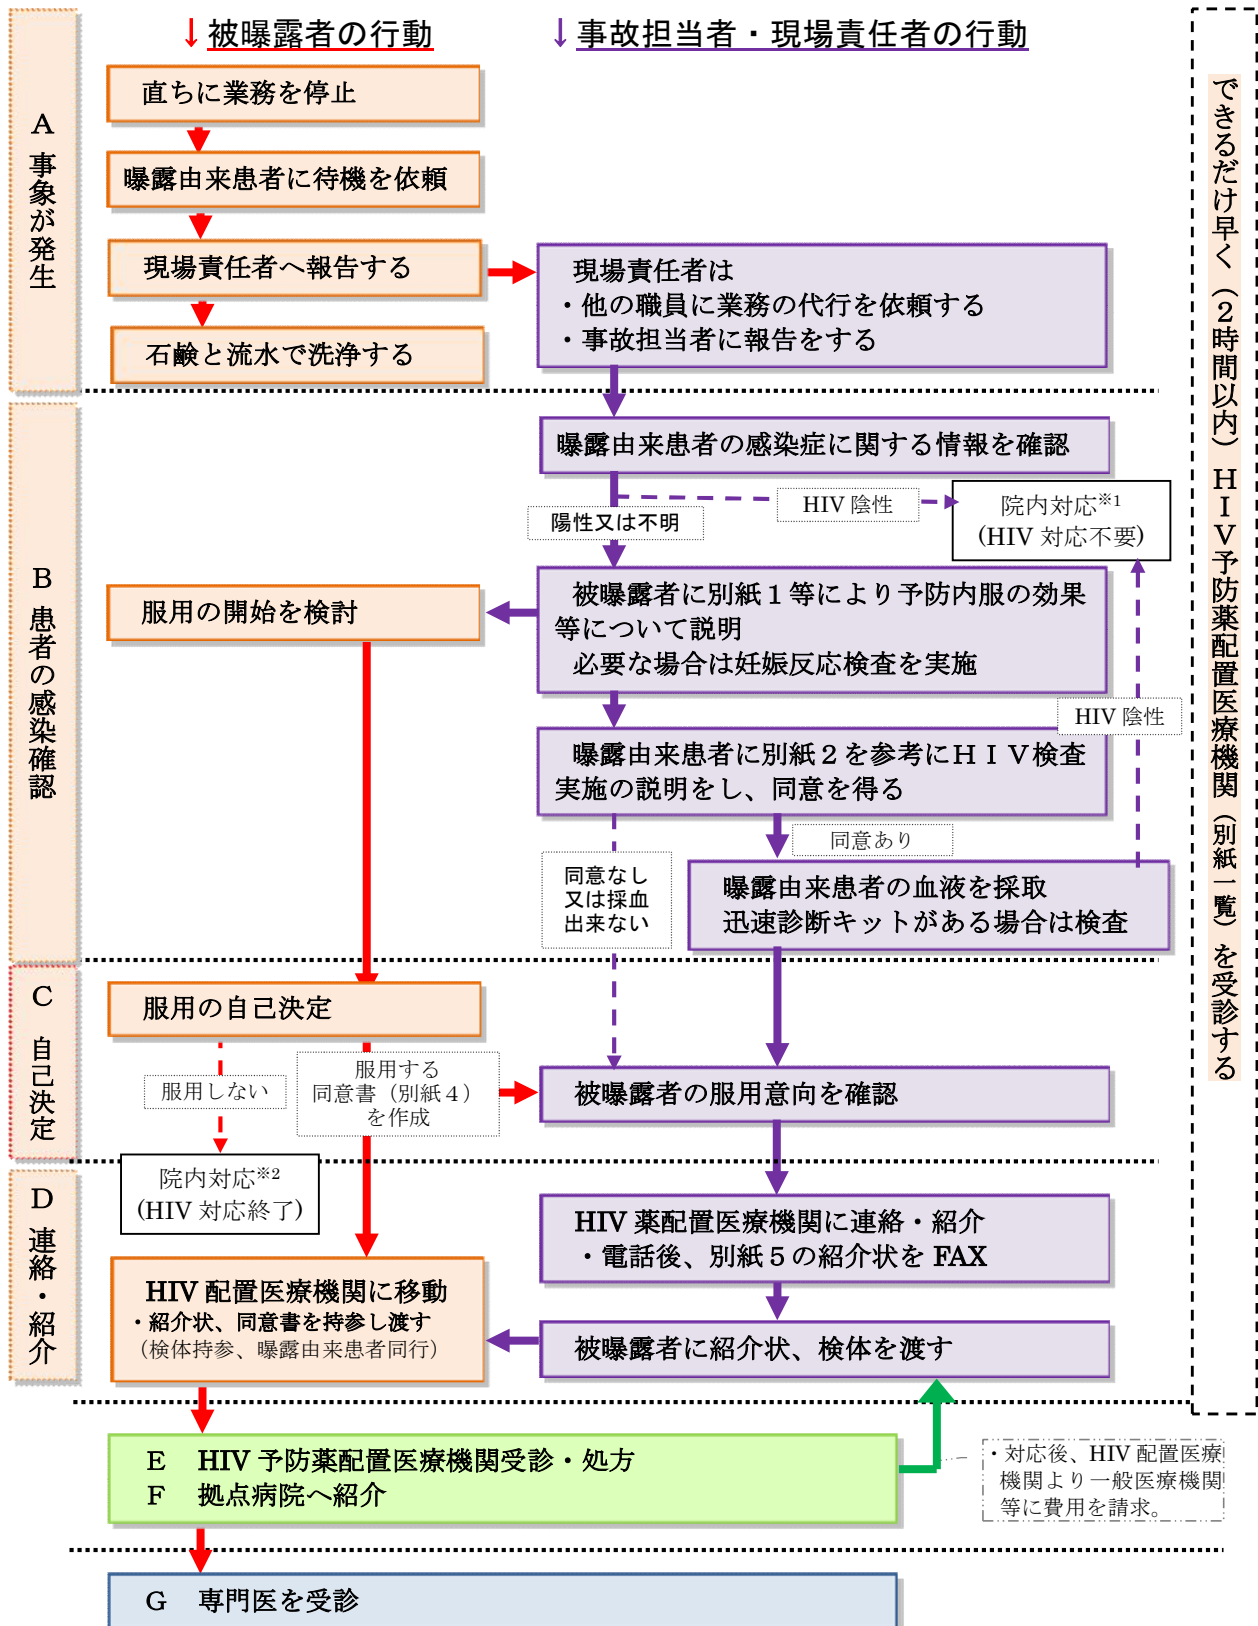 ↓被曝露者の行動
↓事故担当者・現場責任者の行動
A 事象が発生
直ちに業務を停止
曝露由来患者に待機を依頼
現場責任者へ報告する
石鹸と流水で洗浄する
現場責任者は
・他の職員に業務の代行を依頼する
・事故担当者に報告をする
できるだけ早く（２時間以内）ＨＩＶ予防薬配置医療機関（別紙一覧）を受診する
B 患者の感染確認
曝露由来患者の感染症に関する情報を確認
HIV 陰性
陽性又は不明
院内対応※1
(HIV 対応不要)
被曝露者に別紙１等により予防内服の効果
等について説明
必要な場合は妊娠反応検査を実施
服用の開始を検討
HIV 陰性
曝露由来患者に別紙２を参考にＨＩＶ検査
実施の説明をし、同意を得る
同意あり
同意なし
又は採血
出来ない
曝露由来患者の血液を採取
迅速診断キットがある場合は検査
C 自己決定
服用の自己決定
服用しない
服用する
同意書（別紙４）
を作成
被曝露者の服用意向を確認
D 連絡・紹介
院内対応※2
(HIV 対応終了)
HIV 薬配置医療機関に連絡・紹介
・電話後、別紙５の紹介状を FAX
HIV 配置医療機関に移動
・紹介状、同意書を持参し渡す
（検体持参、曝露由来患者同行）
被曝露者に紹介状、検体を渡す
E HIV 予防薬配置医療機関受診・処方
F 拠点病院へ紹介
・対応後、HIV 配置医療
機関より一般医療機関
等に費用を請求。
G 専門医を受診